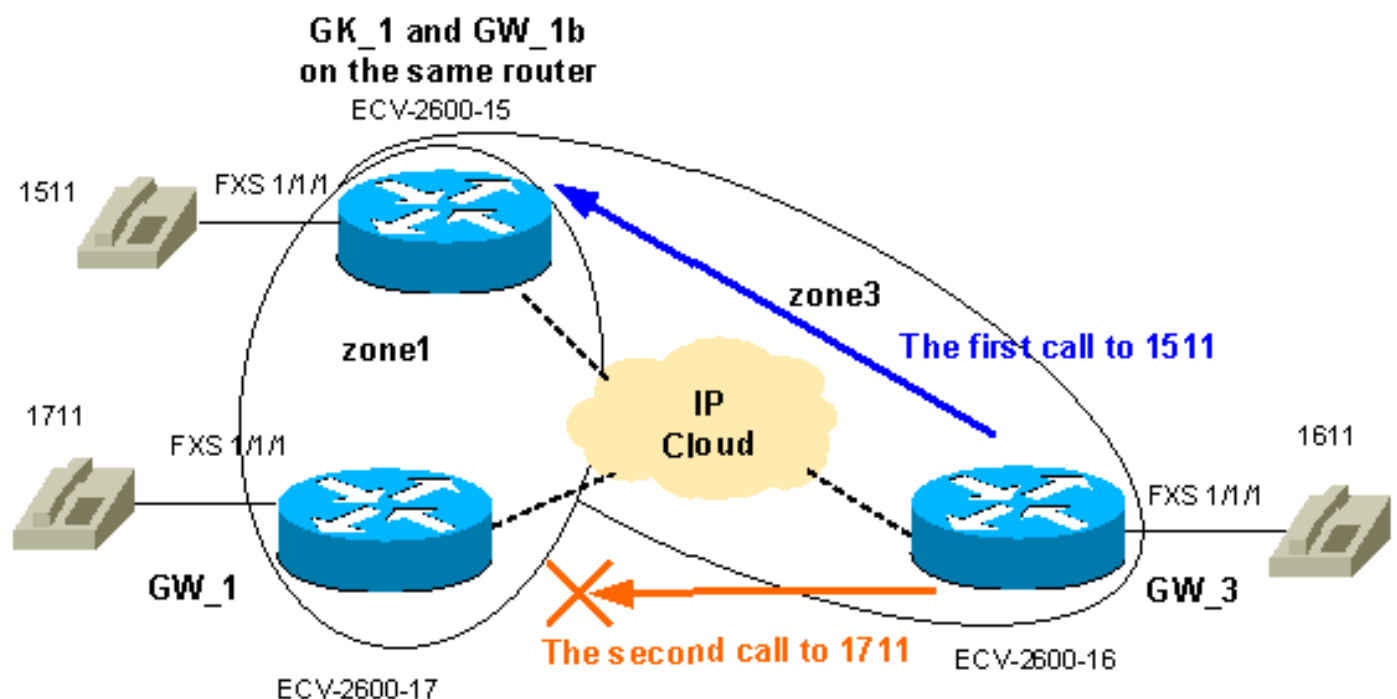 GK_1 and GW_1b
on the same router
ECV-2600-15
1511
FXS 1/1/1
zone3
The first call to 1511
zone1
IP
Cloud
1711
FXS 1/1/1
1611
FXS 1/1/1
GW_1
GW_3
The second call to 1711
ECV-2600-16
ECV-2600-17